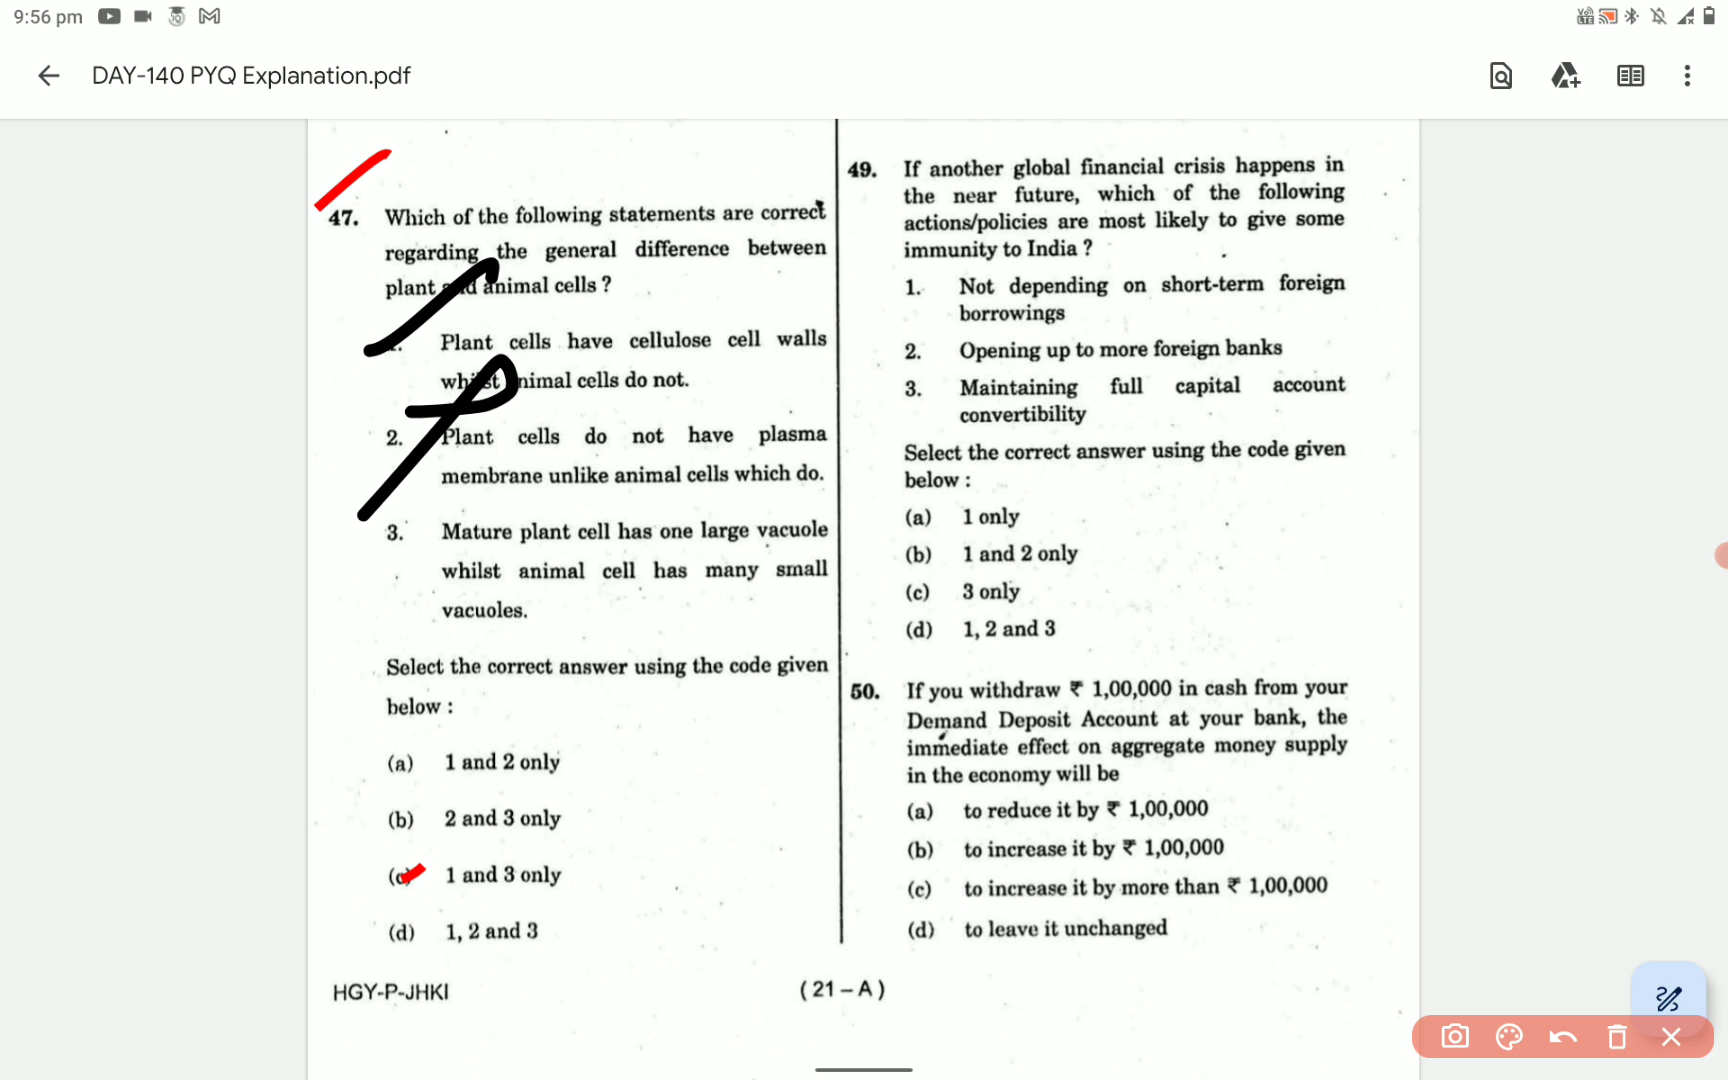 9:56 pm
DAY-140 PYQ Explanation.pdf
47. Which of the following statements are correct
regarding the general difference between
plant and animal cells ?
Plant cells have cellulose cell walls
whilst animal cells do not.
2. Plant cells do not have plasma
membrane unlike animal cells which do.
3. Mature plant cell has one large vacuole
whilst animal cell has many small
vacuoles.
Select the correct answer using the code given
below :
(a) 1 and 2 only
(b) 2 and 3 only
(c) 1 and 3 only
(d) 1, 2 and 3
HGY-P-JHKI
49. If another global financial crisis happens in
the near future, which of the following
actions/policies are most likely to give some
immunity to India ?
1. Not depending on short-term foreign
borrowings
2. Opening up to more foreign banks
3. Maintaining full capital account
convertibility
Select the correct answer using the code given
below :
(a) 1 only
(b) 1 and 2 only
(c) 3 only
(d) 1, 2 and 3
50. If you withdraw ₹ 1,00,000 in cash from your
Demand Deposit Account at your bank, the
immediate effect on aggregate money supply
in the economy will be
(a) to reduce it by ₹ 1,00,000
(b) to increase it by ₹ 1,00,000
(c) to increase it by more than ₹ 1,00,000
(d) to leave it unchanged
( 21 – A )